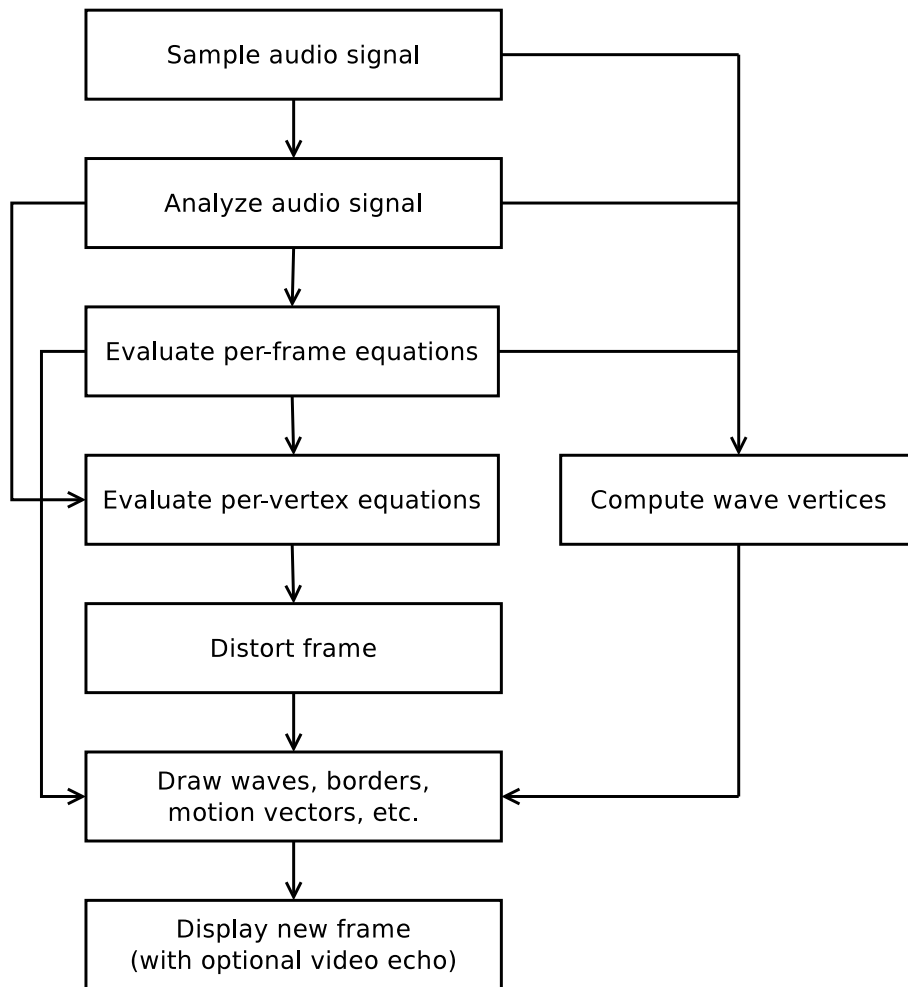 Sample audio signal
Analyze audio signal
Evaluate per-frame equations
Evaluate per-vertex equations
Compute wave vertices
Distort frame
Draw waves, borders,
motion vectors, etc.
Display new frame
(with optional video echo)